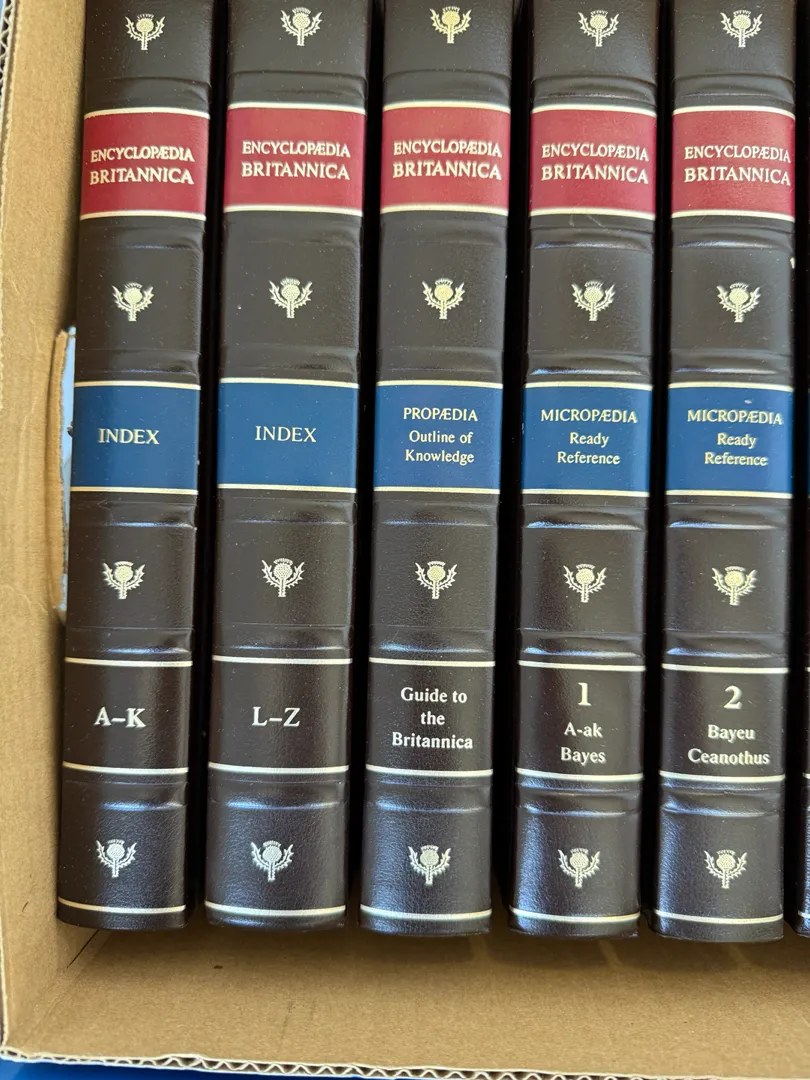 ENCYCLOPÆDIA
BRITANNICA
INDEX
A–K
ENCYCLOPÆDIA
BRITANNICA
INDEX
L–Z
ENCYCLOPÆDIA
BRITANNICA
PROPÆDIA
Outline of
Knowledge
Guide to
the
Britannica
ENCYCLOPÆDIA
BRITANNICA
MICROPÆDIA
Ready
Reference
1
A-ak
Bayes
ENCYCLOPÆDIA
BRITANNICA
MICROPÆDIA
Ready
Reference
2
Bayeu
Ceanothus